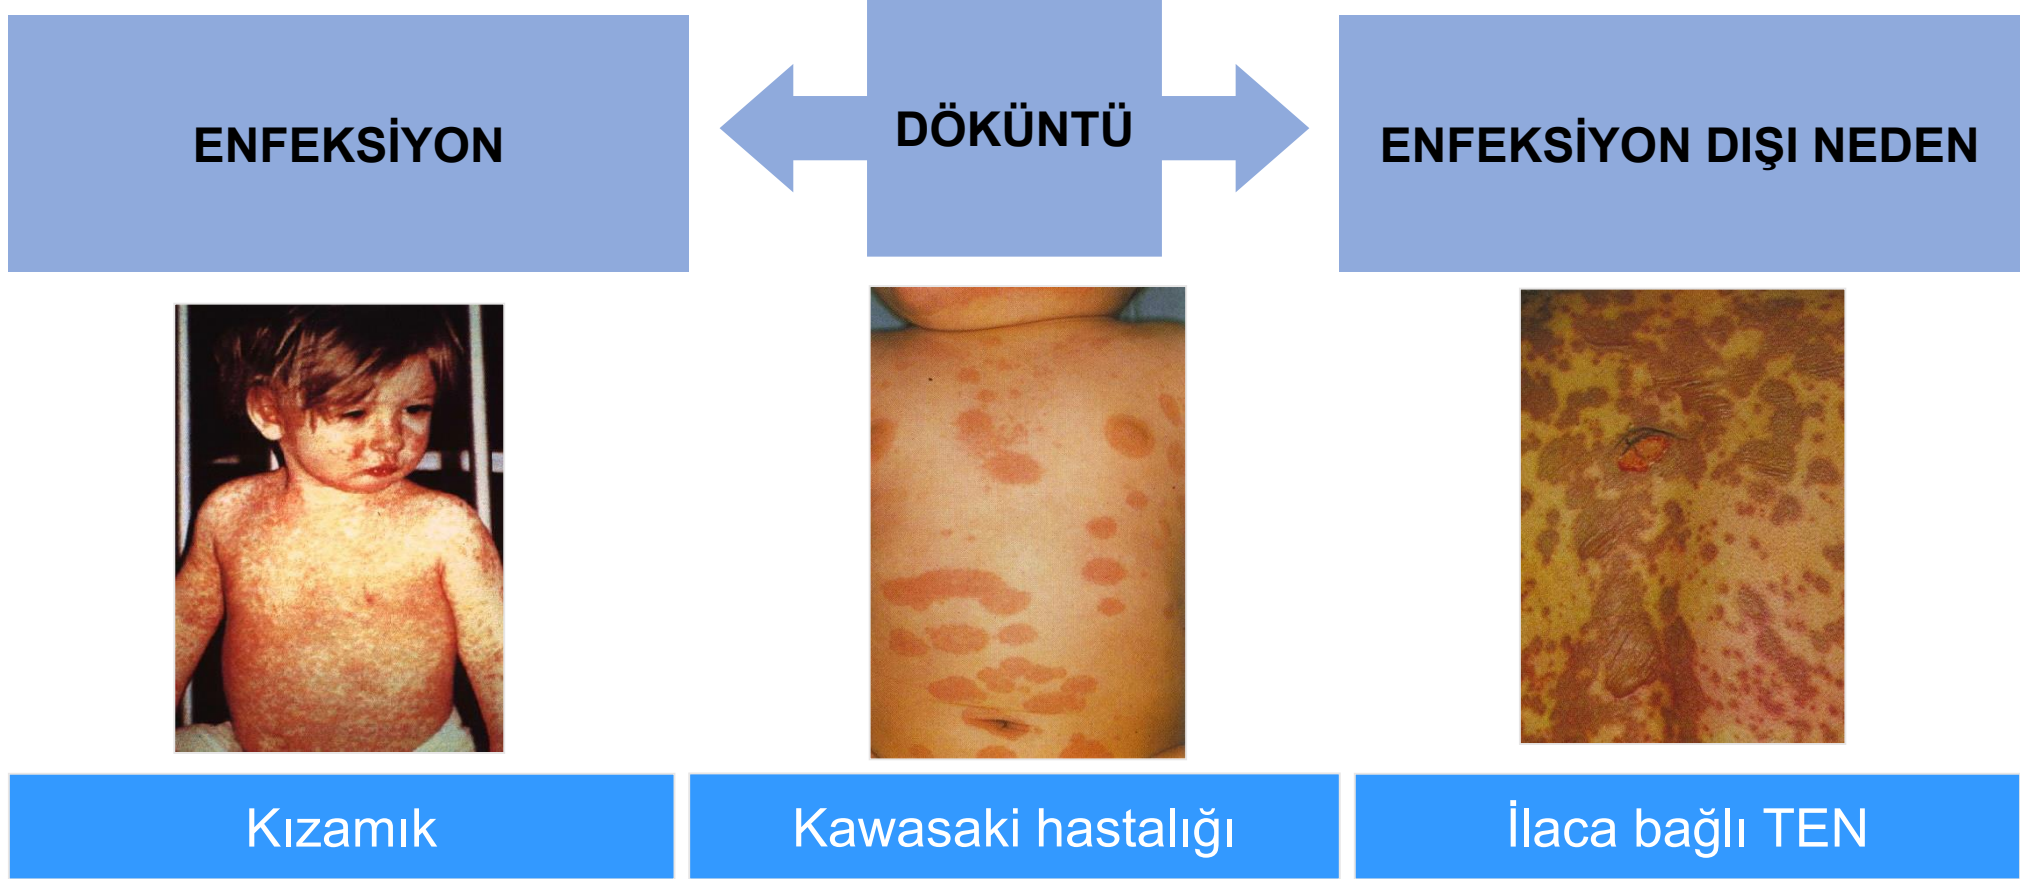 ENFEKSİYON
DÖKÜNTÜ
ENFEKSİYON DIŞI NEDEN
Kızamık
Kawasaki hastalığı
İlaca bağlı TEN